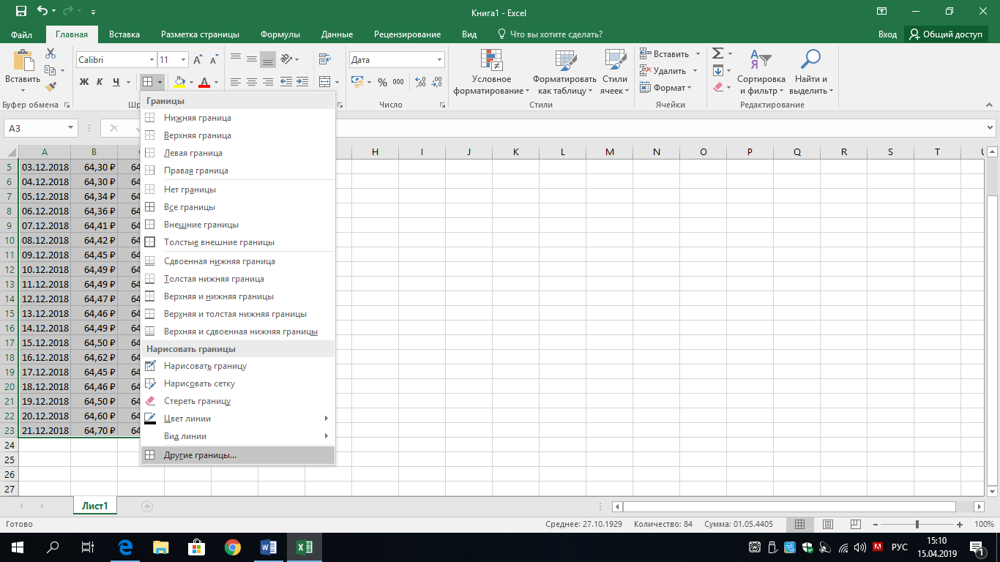 Книга1 - Excel
Файл Главная Вставка Разметка страницы Формулы Данные Рецензирование Вид Что вы хотите сделать? Вход Общий доступ
Вставить
Буфер обмена
Calibri 11
Ж К Ч
А
Дата
% 000
Число
Условное форматирование
Форматировать как таблицу
Стили ячеек
Стили
Вставить
Удалить
Формат
Ячейки
Сортировка и фильтр
Найти и выделить
Редактирование
A3
Границы
Нижняя граница
Верхняя граница
Левая граница
Правая граница
Нет границы
Все границы
Внешние границы
Толстые внешние границы
Сдвоенная нижняя граница
Толстая нижняя граница
Верхняя и нижняя границы
Верхняя и толстая нижняя границы
Верхняя и сдвоенная нижняя границы
Нарисовать границы
Нарисовать границу
Нарисовать сетку
Стереть границу
Цвет линии
Вид линии
Другие границы...
A B H I J K L M N O P Q R S T
5 03.12.2018 64,30 ₽ 64
6 04.12.2018 64,30 ₽ 64
7 05.12.2018 64,34 ₽ 64
8 06.12.2018 64,36 ₽ 64
9 07.12.2018 64,41 ₽ 64
10 08.12.2018 64,42 ₽ 64
11 09.12.2018 64,45 ₽ 64
12 10.12.2018 64,49 ₽ 64
13 11.12.2018 64,49 ₽ 64
14 12.12.2018 64,47 ₽ 64
15 13.12.2018 64,46 ₽ 64
16 14.12.2018 64,49 ₽ 64
17 15.12.2018 64,50 ₽ 64
18 16.12.2018 64,62 ₽ 64
19 17.12.2018 64,45 ₽ 64
20 18.12.2018 64,46 ₽ 64
21 19.12.2018 64,50 ₽ 64
22 20.12.2018 64,60 ₽ 64
23 21.12.2018 64,70 ₽ 64
24
25
26
27
Лист1
Готово Среднее: 27.10.1929 Количество: 84 Сумма: 01.05.4405 100%
РУС
15:10
15.04.2019
1